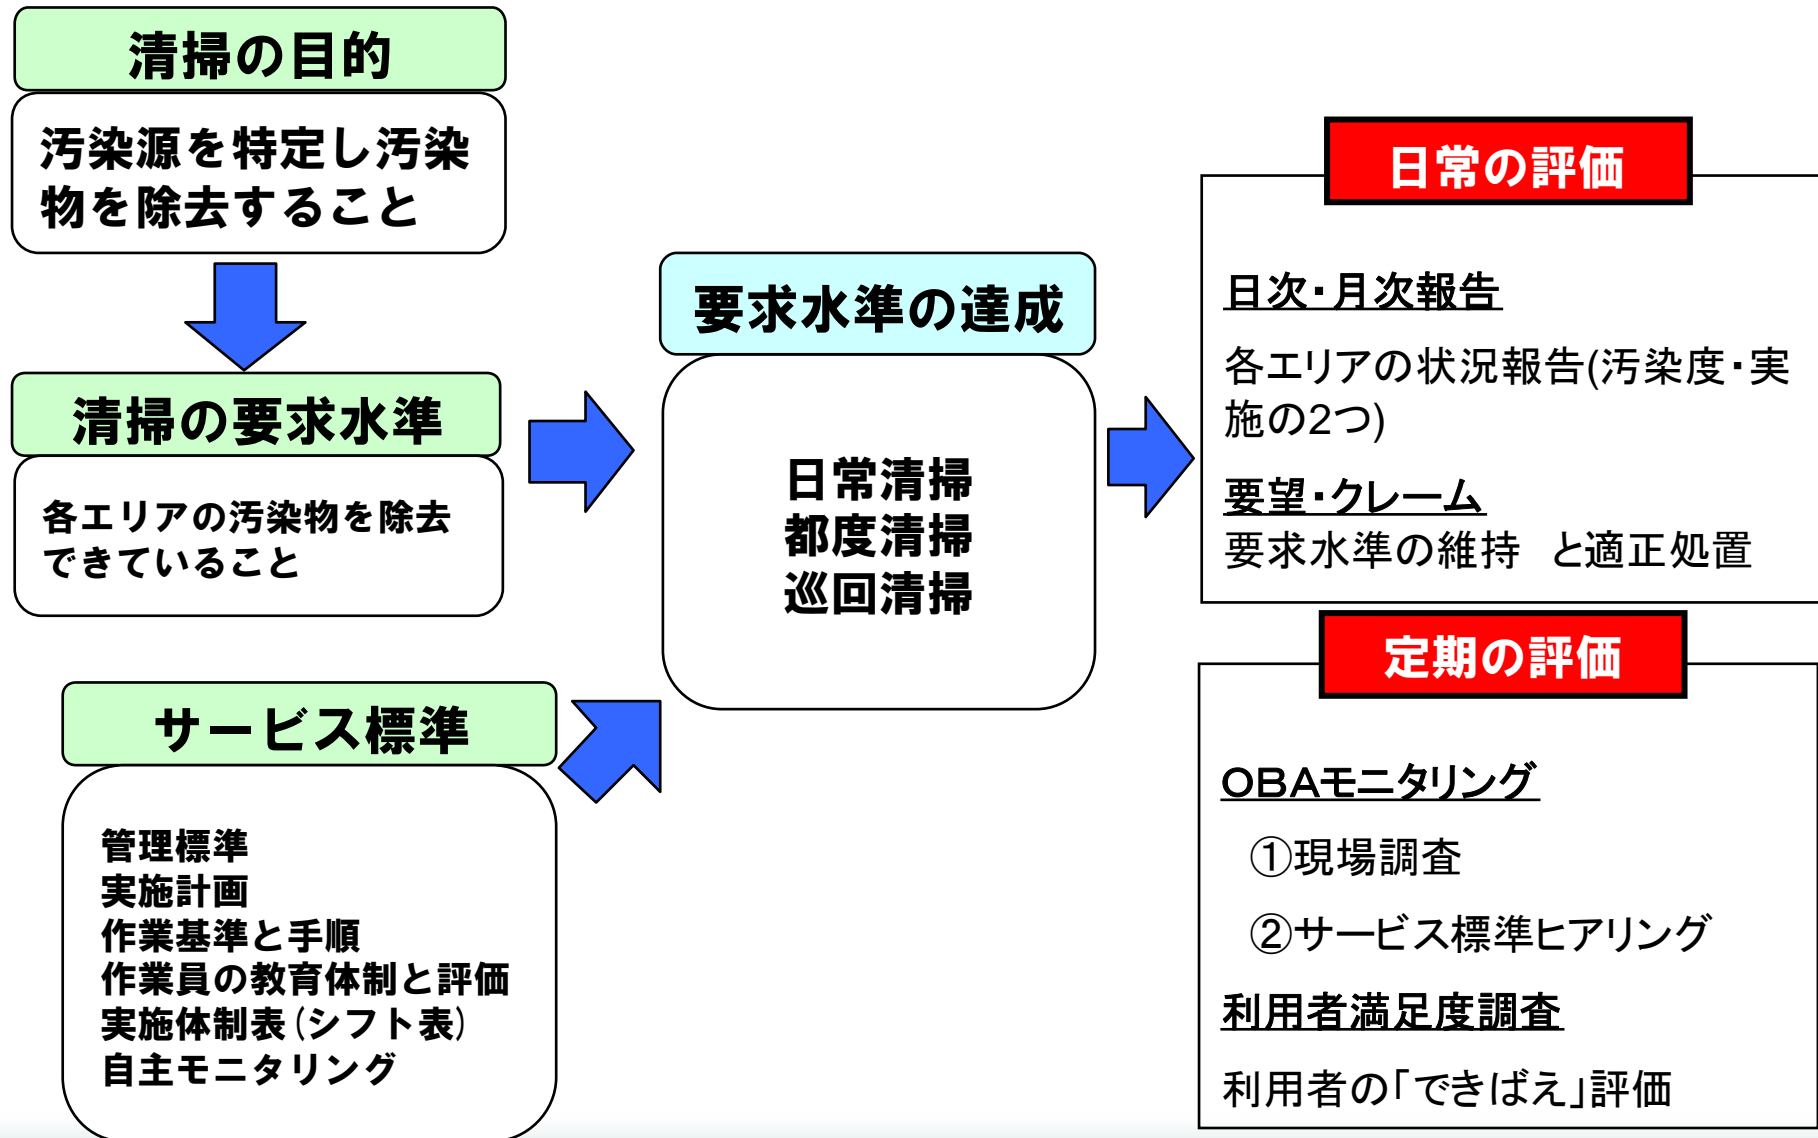 清掃の目的
汚染源を特定し汚染
物を除去すること
清掃の要求水準
各エリアの汚染物を除去
できていること
サービス標準
管理標準
実施計画
作業基準と手順
作業員の教育体制と評価
実施体制表(シフト表)
自主モニタリング
要求水準の達成
日常清掃
都度清掃
巡回清掃
日常の評価
日次・月次報告
各エリアの状況報告(汚染度・実
施の2つ)
要望・クレーム
要求水準の維持　と適正処置
定期の評価
OBAモニタリング
①現場調査
②サービス標準ヒアリング
利用者満足度調査
利用者の「できばえ」評価